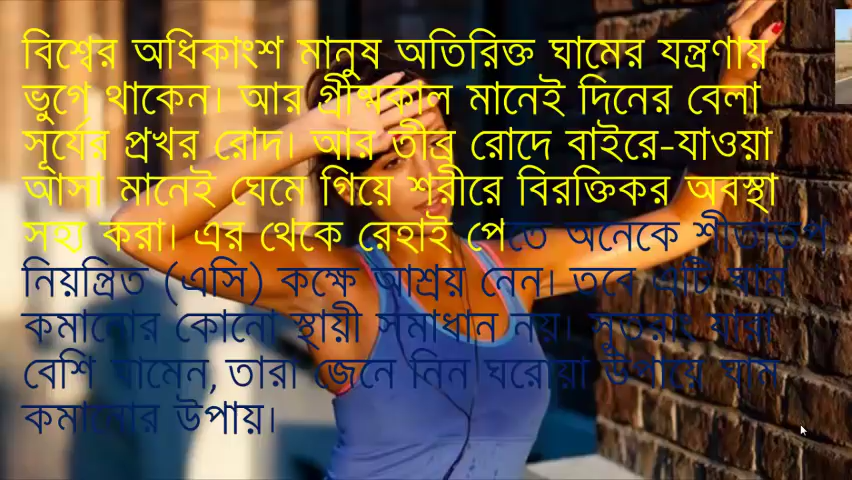 বিশ্বের অধিকাংশ মানুষ অতিরিক্ত ঘামের যন্ত্রণায়
ভুগে থাকেন। আর গ্রীষ্মকাল মানেই দিনের বেলা
সূর্যের প্রখর রোদ। আর তীব্র রোদে বাইরে-যাওয়া
আসা মানেই ঘেমে গিয়ে শরীরে বিরক্তিকর অবস্থা
সহ্য করা। এর থেকে রেহাই পেতে অনেকে শীতাতপ
নিয়ন্ত্রিত (এসি) কক্ষে আশ্রয় নেন। তবে এটি ঘাম
কমানোর কোনো স্থায়ী সমাধান নয়। সুতরাং যারা
বেশি ঘামেন, তারা জেনে নিন ঘরোয়া উপায়ে ঘাম
কমানোর উপায়।